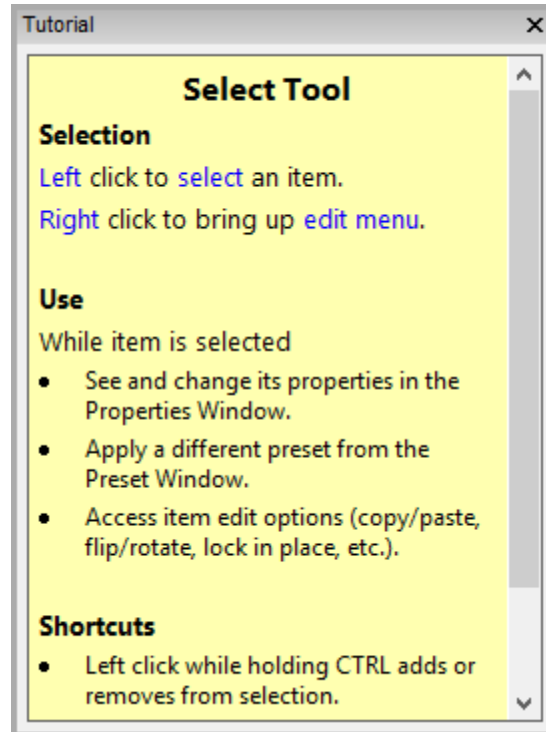 Tutorial
Select Tool
Selection
Left click to select an item.
Right click to bring up edit menu.
Use
While item is selected
• See and change its properties in the
Properties Window.
• Apply a different preset from the
Preset Window.
• Access item edit options (copy/paste,
flip/rotate, lock in place, etc.).
Shortcuts
• Left click while holding CTRL adds or
removes from selection.